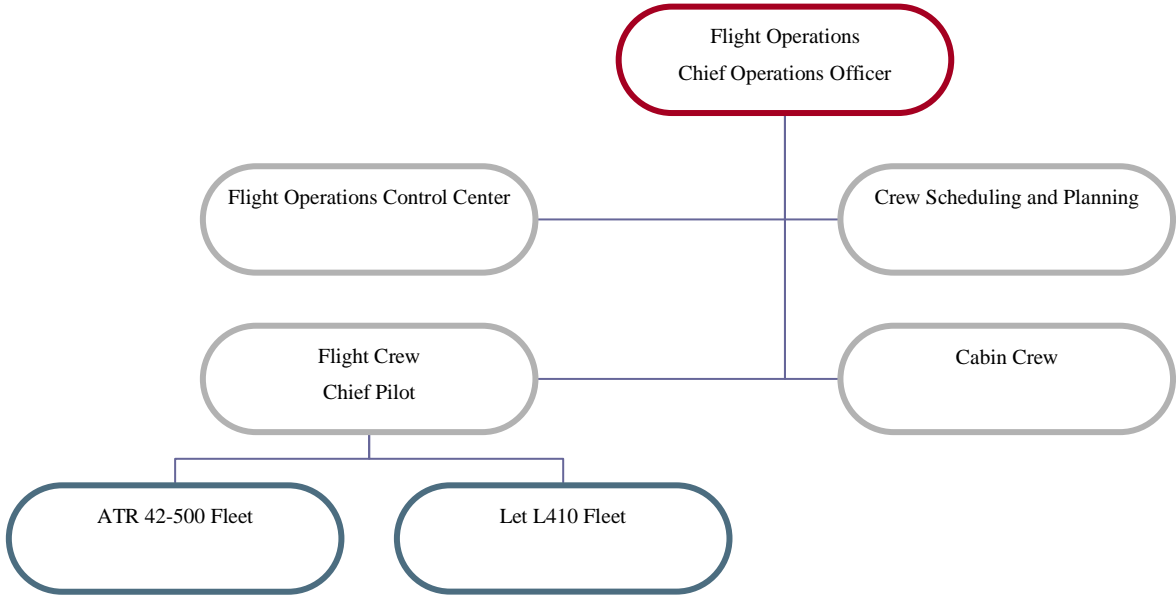 Flight Operations
Chief Operations Officer
Flight Operations Control Center
Crew Scheduling and Planning
Flight Crew
Chief Pilot
Cabin Crew
ATR 42-500 Fleet
Let L410 Fleet